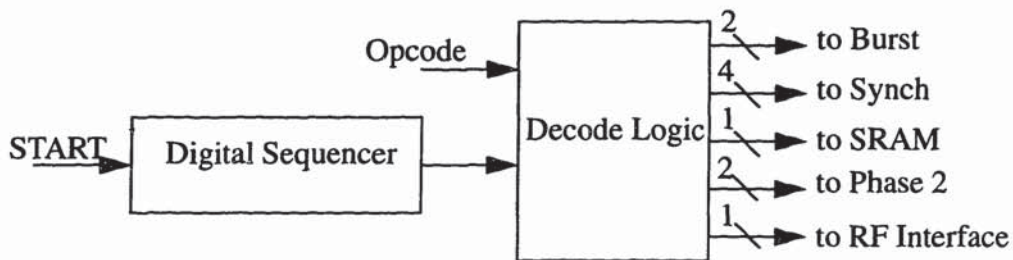 Opcode
START
Digital Sequencer
Decode Logic
2
to Burst
4
to Synch
1
to SRAM
2
to Phase 2
1
to RF Interface